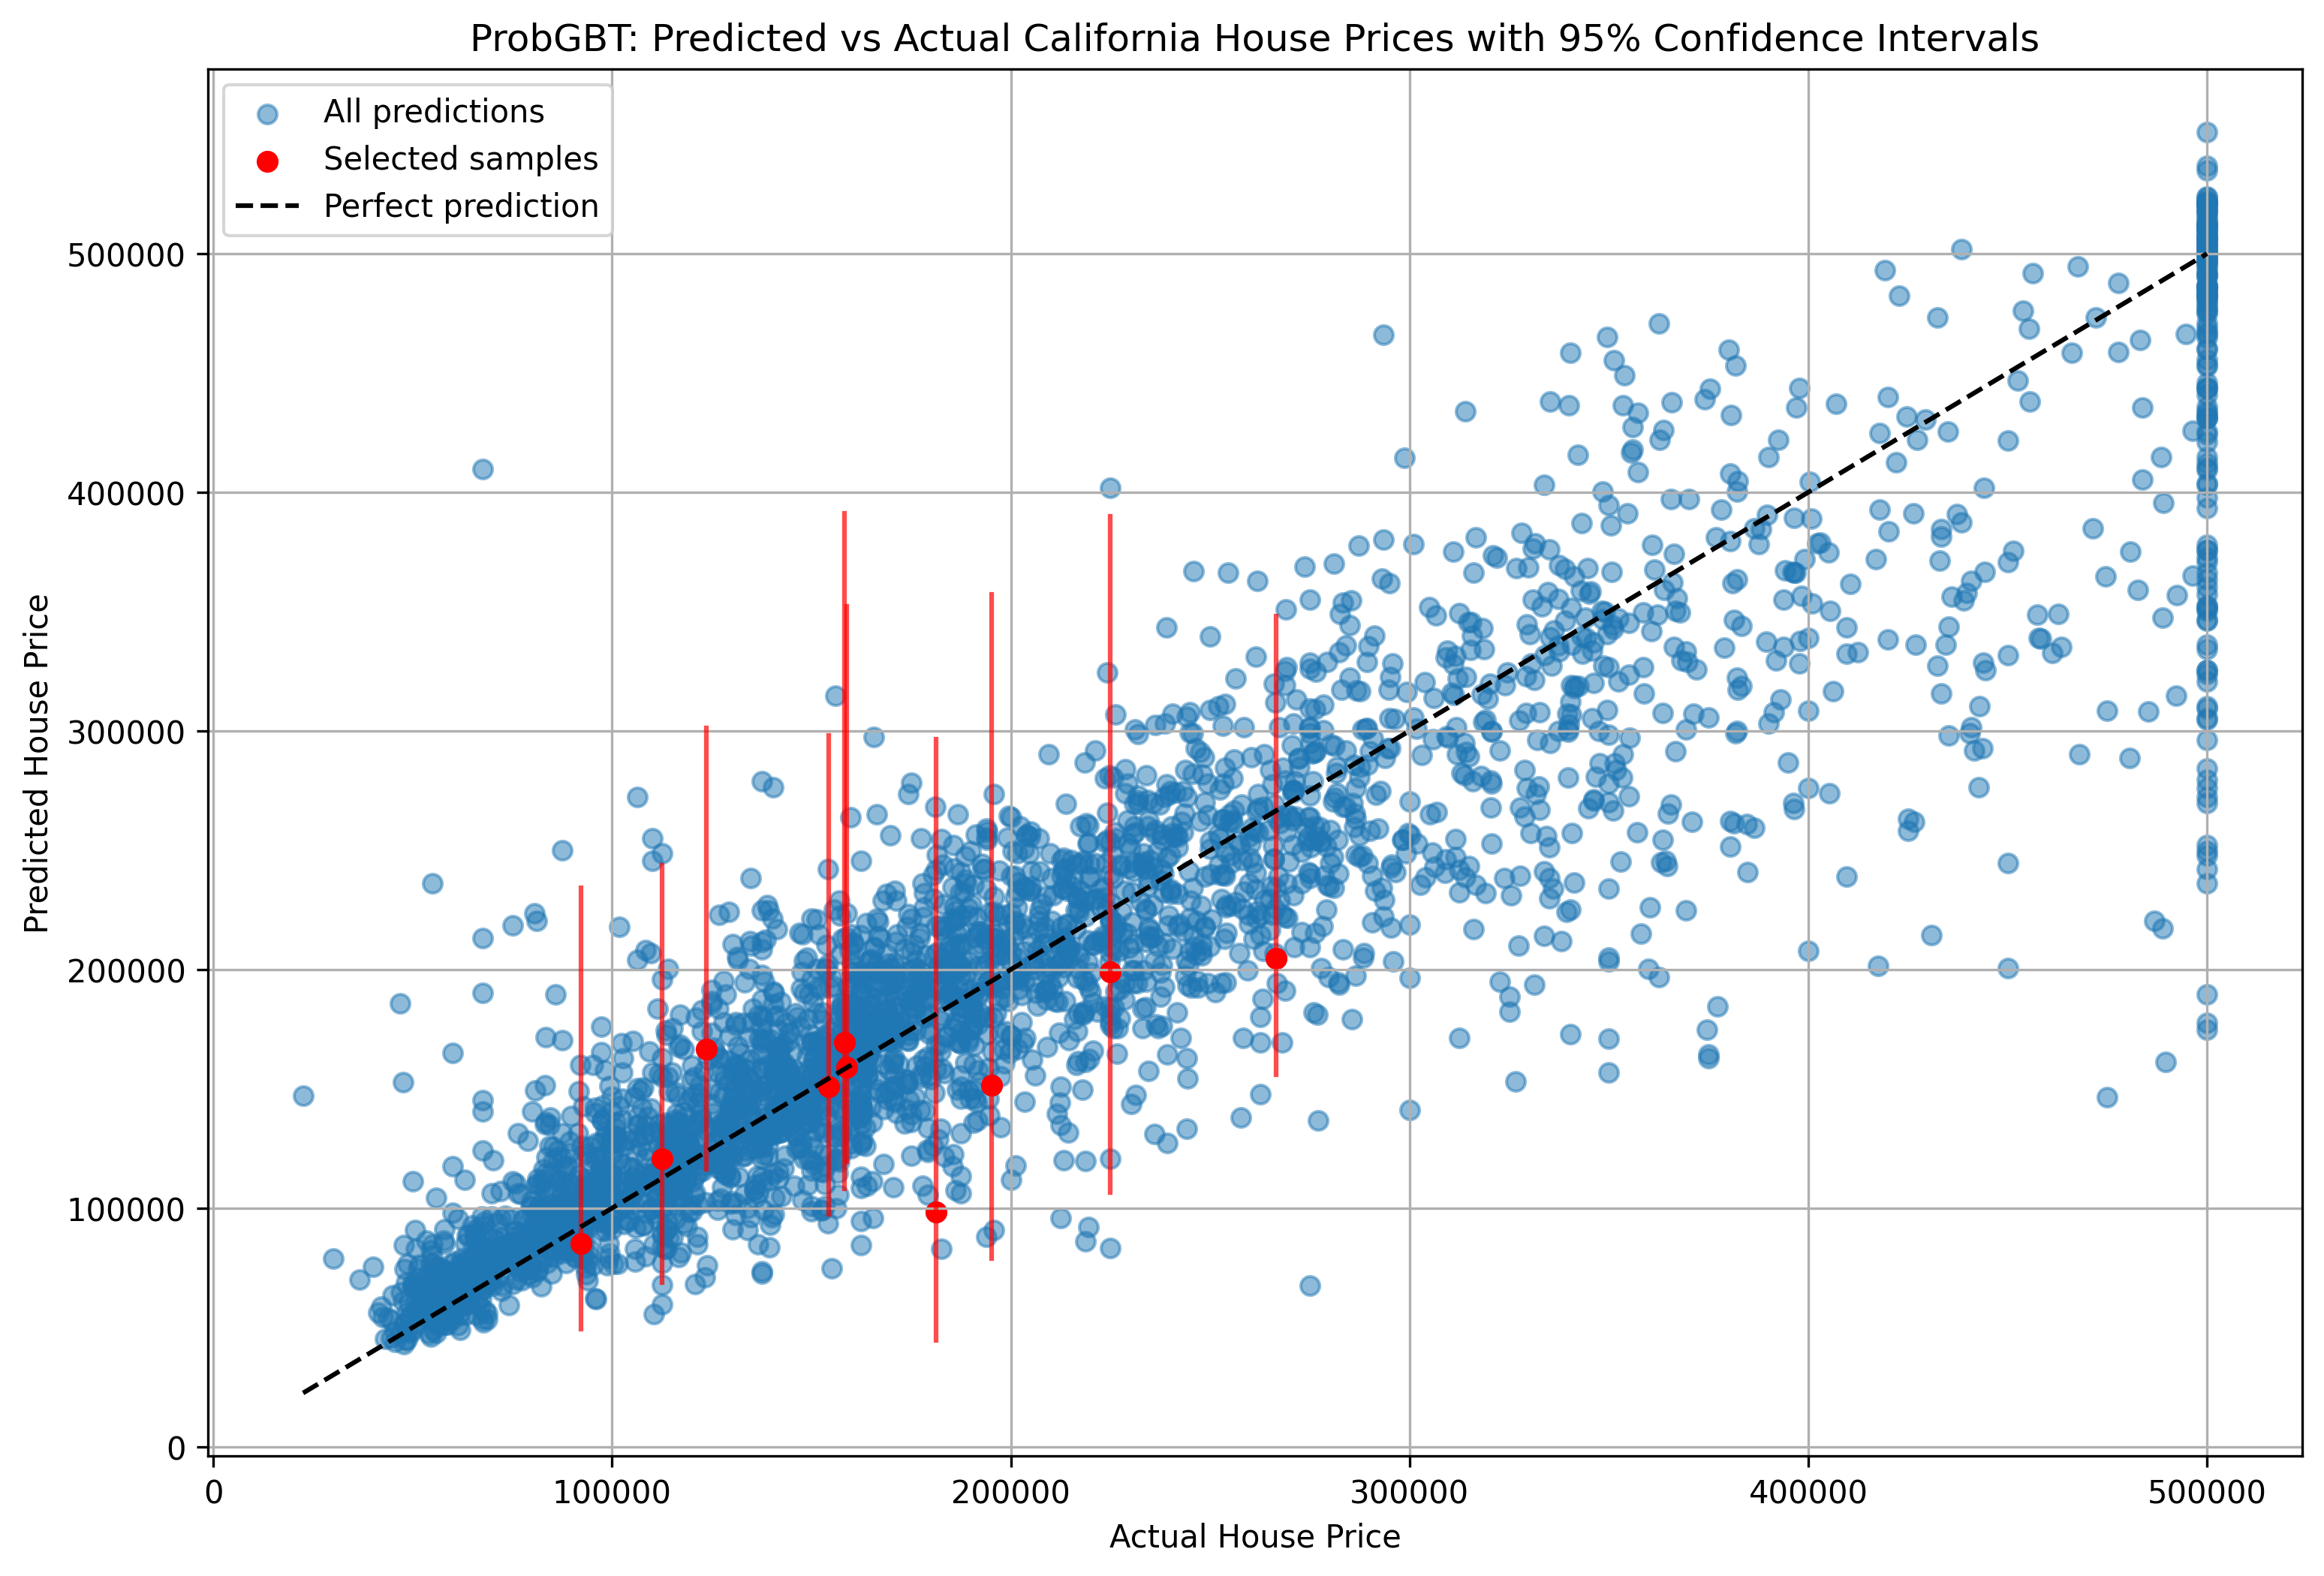 ProbGBT: Predicted vs Actual California House Prices with 95% Confidence Intervals
All predictions
Selected samples
Perfect prediction
Predicted House Price
500000
400000
300000
200000
100000
0
0 100000 200000 300000 400000 500000
Actual House Price